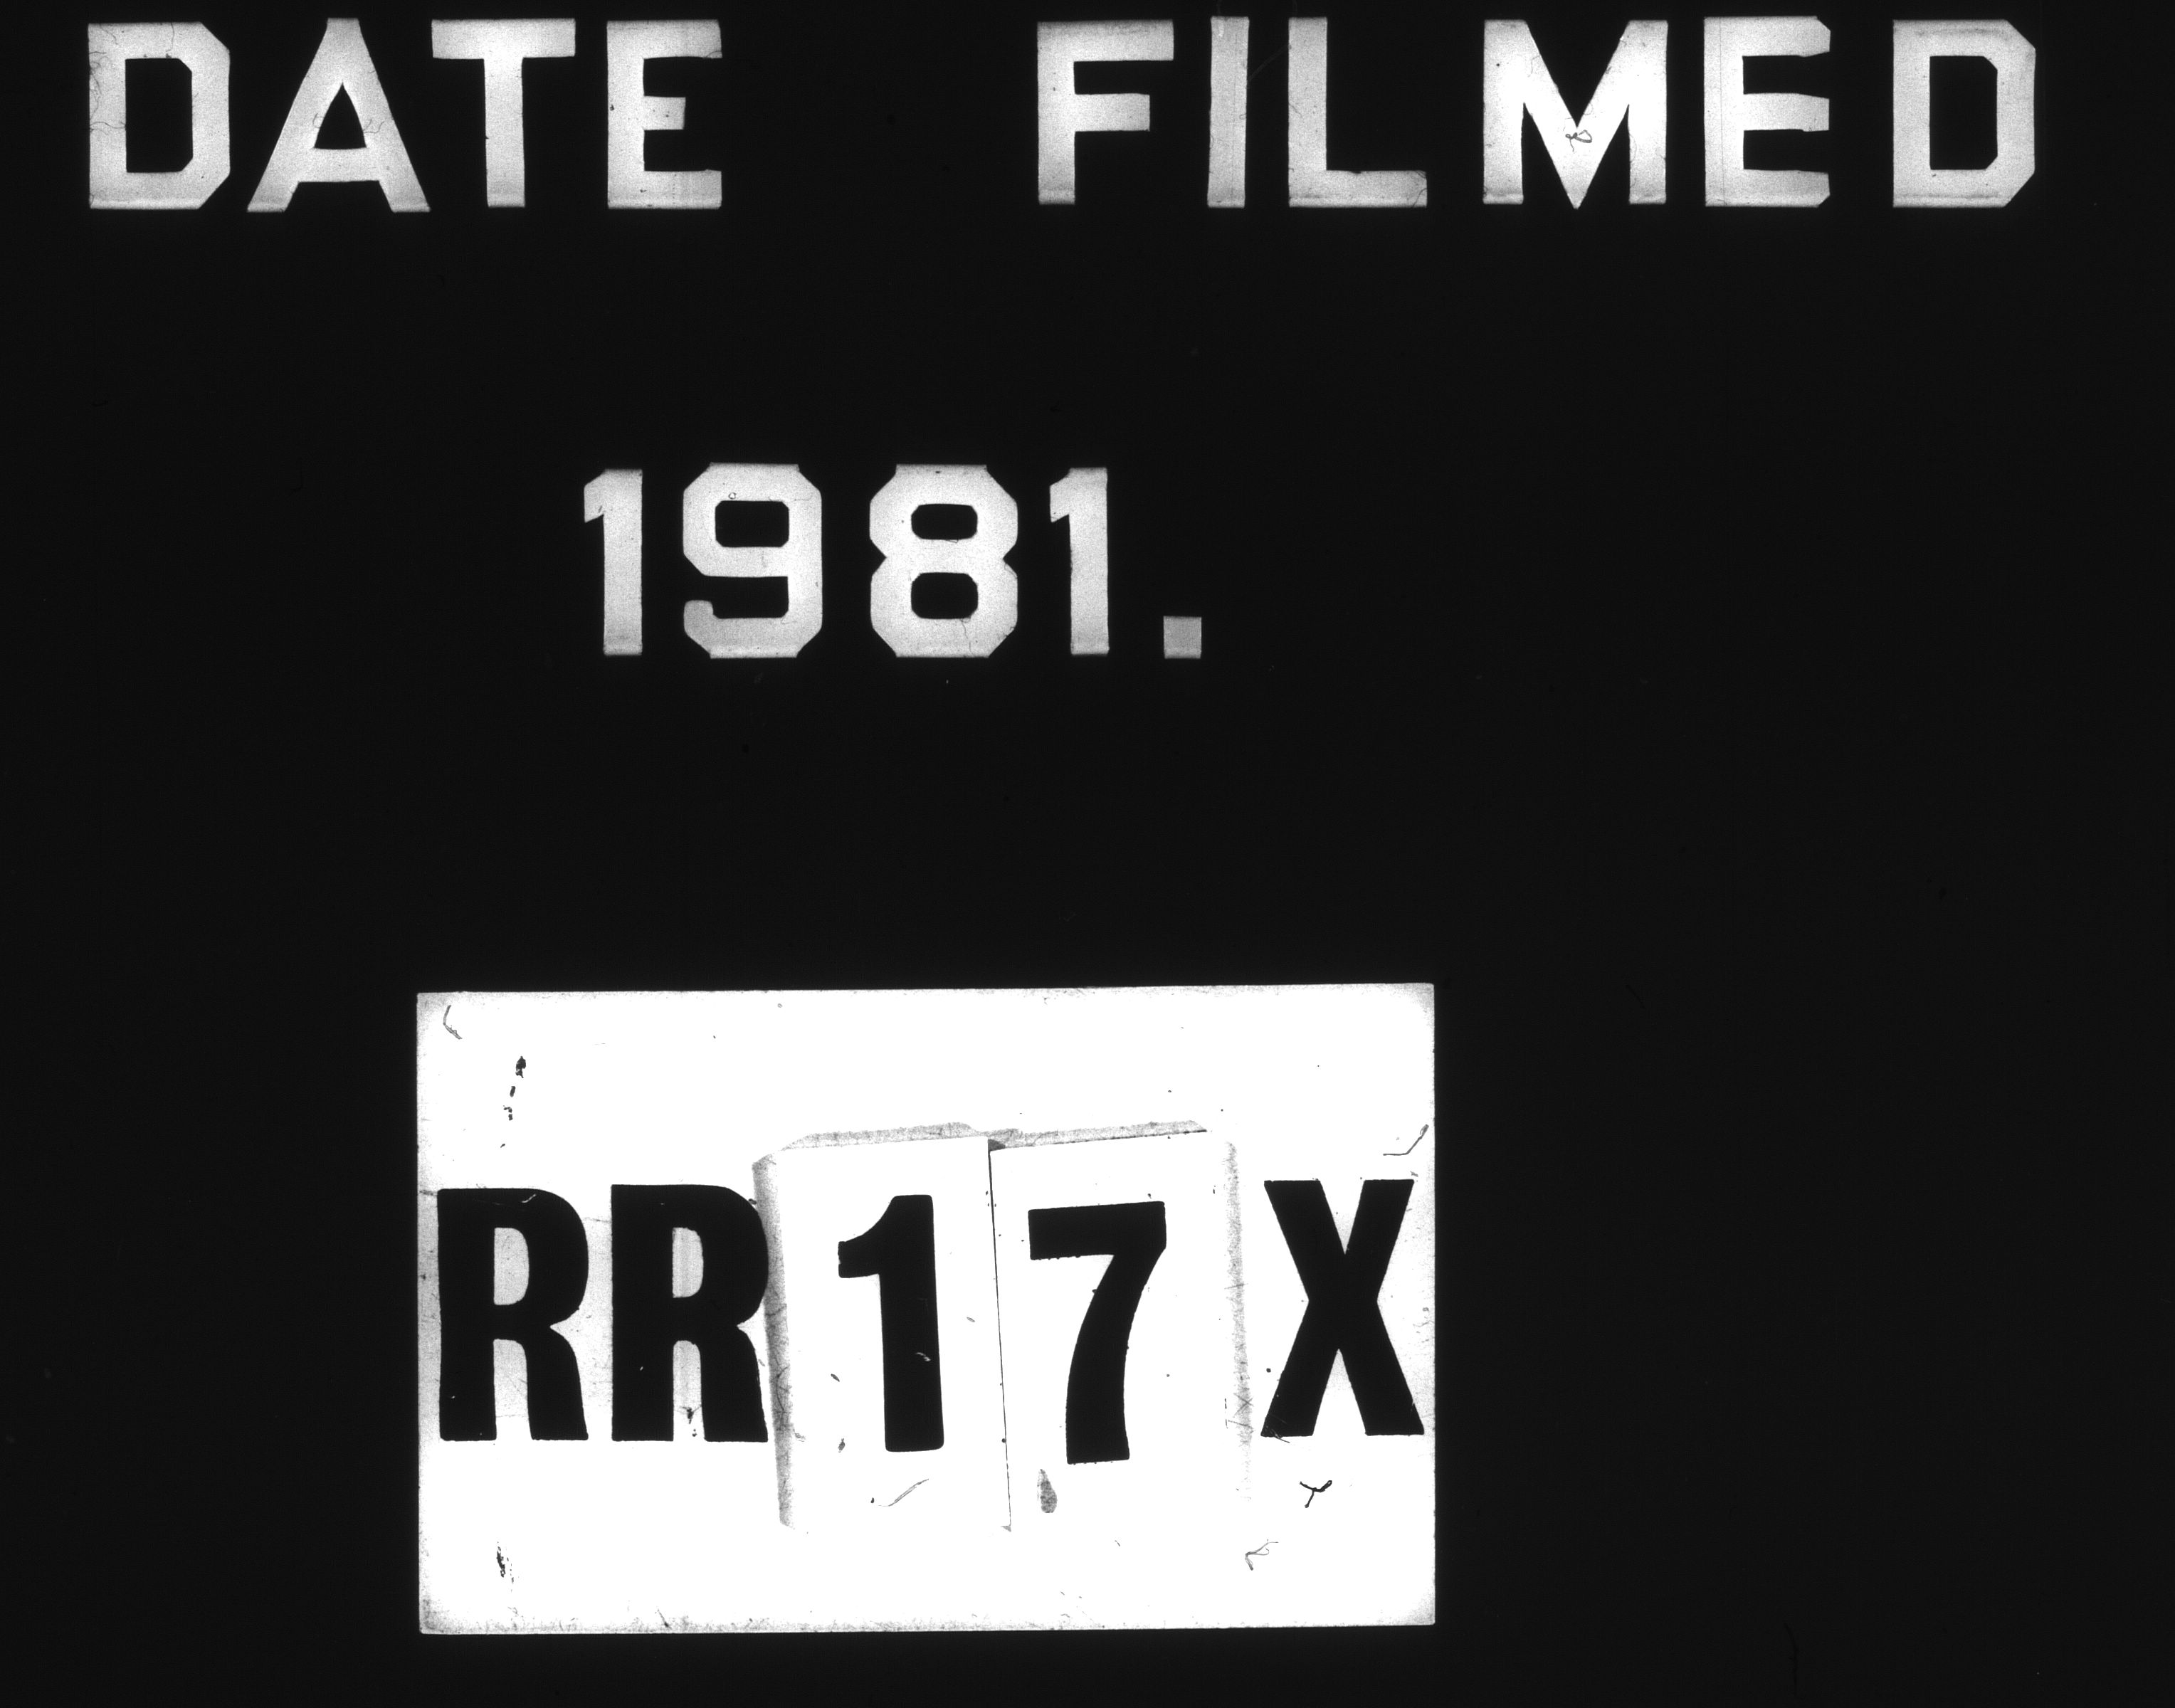 DATE FILMED
1981.
RR17X